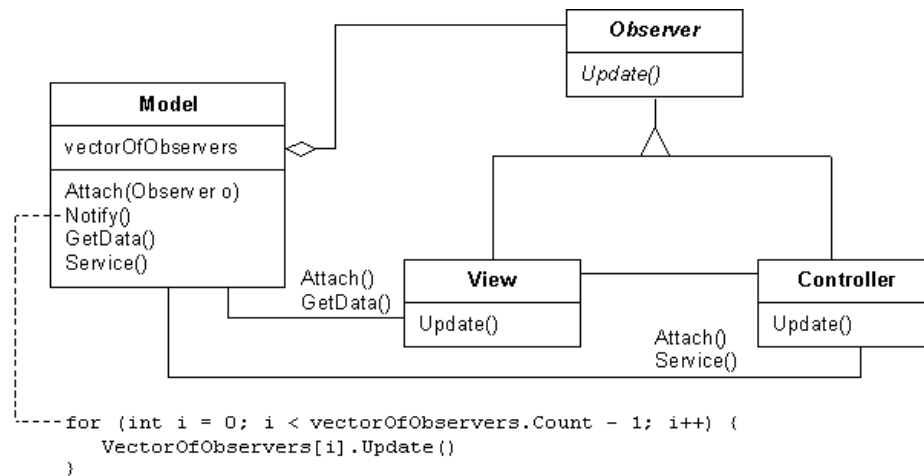 Observer
Update()
Model
vectorOfObservers
Attach(Observer o)
Notify()
GetData()
Service()
Attach()
GetData()
View
Update()
Controller
Update()
Attach()
Service()
for (int i = 0; i < vectorOfObservers.Count - 1; i++) {
VectorOfObservers[i].Update()
}